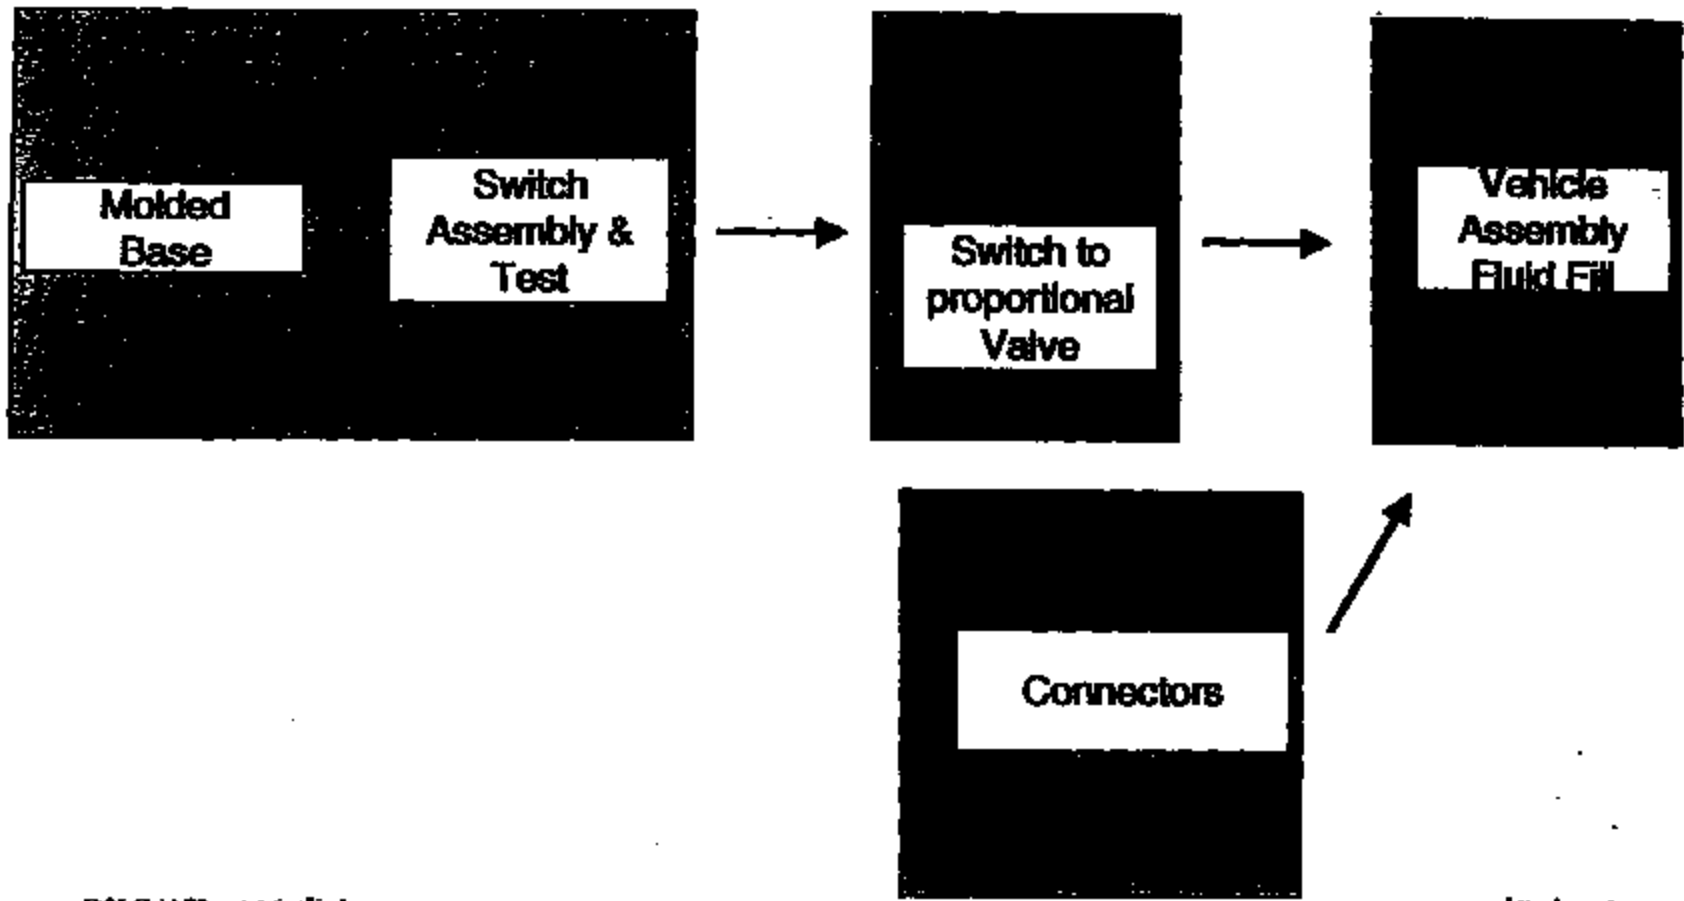 Molded
Base
Switch
Assembly &
Test
Switch to
proportional
Valve
Vehicle
Assembly
Fluid Fill
Connectors